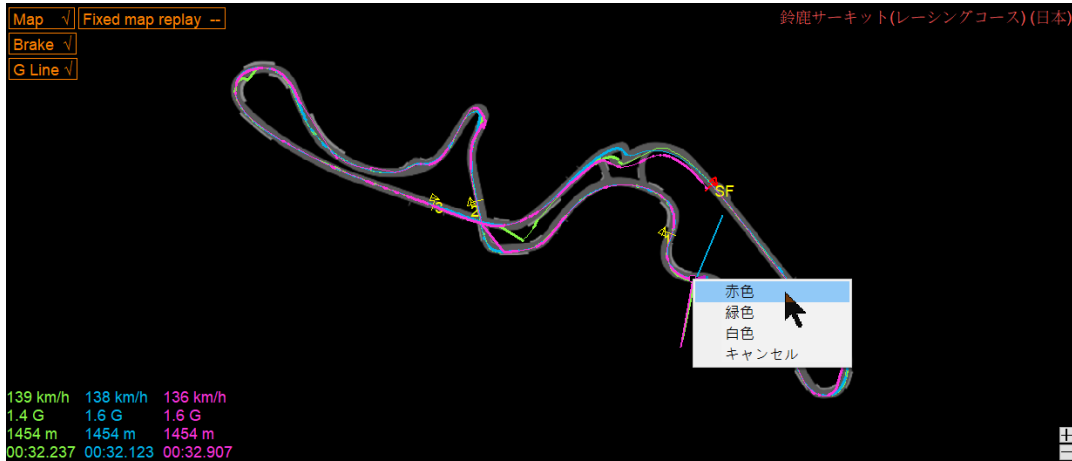 Map √ Fixed map replay --
鈴鹿サーキット(レーシングコース) (日本)
Brake √
G Line √
SF
3
2
赤色
緑色
白色
キャンセル
139 km/h 138 km/h 136 km/h
1.4 G 1.6 G 1.6 G
1454 m 1454 m 1454 m
00:32.237 00:32.123 00:32.907
+
−